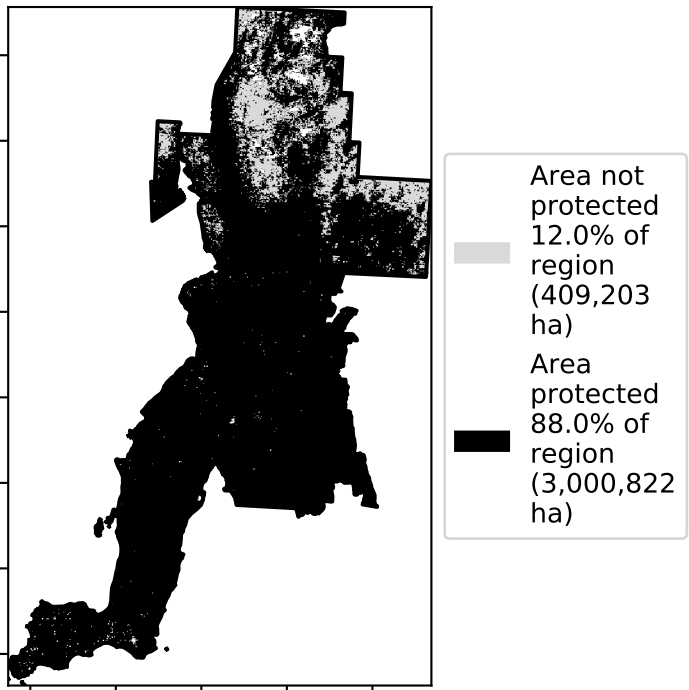 Area not
protected
12.0% of
region
(409,203
ha)
Area
protected
88.0% of
region
(3,000,822
ha)